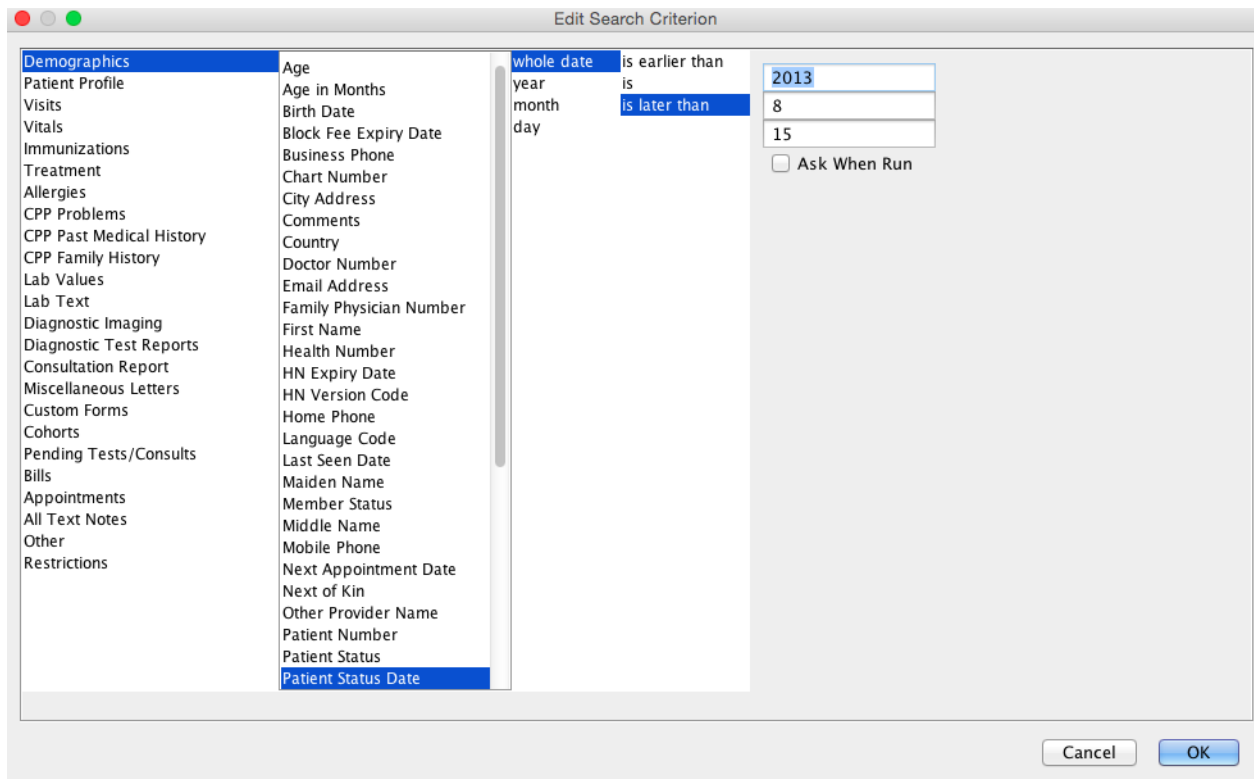 Edit Search Criterion
Demographics
Patient Profile
Visits
Vitals
Immunizations
Treatment
Allergies
CPP Problems
CPP Past Medical History
CPP Family History
Lab Values
Lab Text
Diagnostic Imaging
Diagnostic Test Reports
Consultation Report
Miscellaneous Letters
Custom Forms
Cohorts
Pending Tests/Consults
Bills
Appointments
All Text Notes
Other
Restrictions
Age
Age in Months
Birth Date
Block Fee Expiry Date
Business Phone
Chart Number
City Address
Comments
Country
Doctor Number
Email Address
Family Physician Number
First Name
Health Number
HN Expiry Date
HN Version Code
Home Phone
Language Code
Last Seen Date
Maiden Name
Member Status
Middle Name
Mobile Phone
Next Appointment Date
Next of Kin
Other Provider Name
Patient Number
Patient Status
Patient Status Date
whole date
year
month
day
is earlier than
is
is later than
2013
8
15
Ask When Run
Cancel
OK